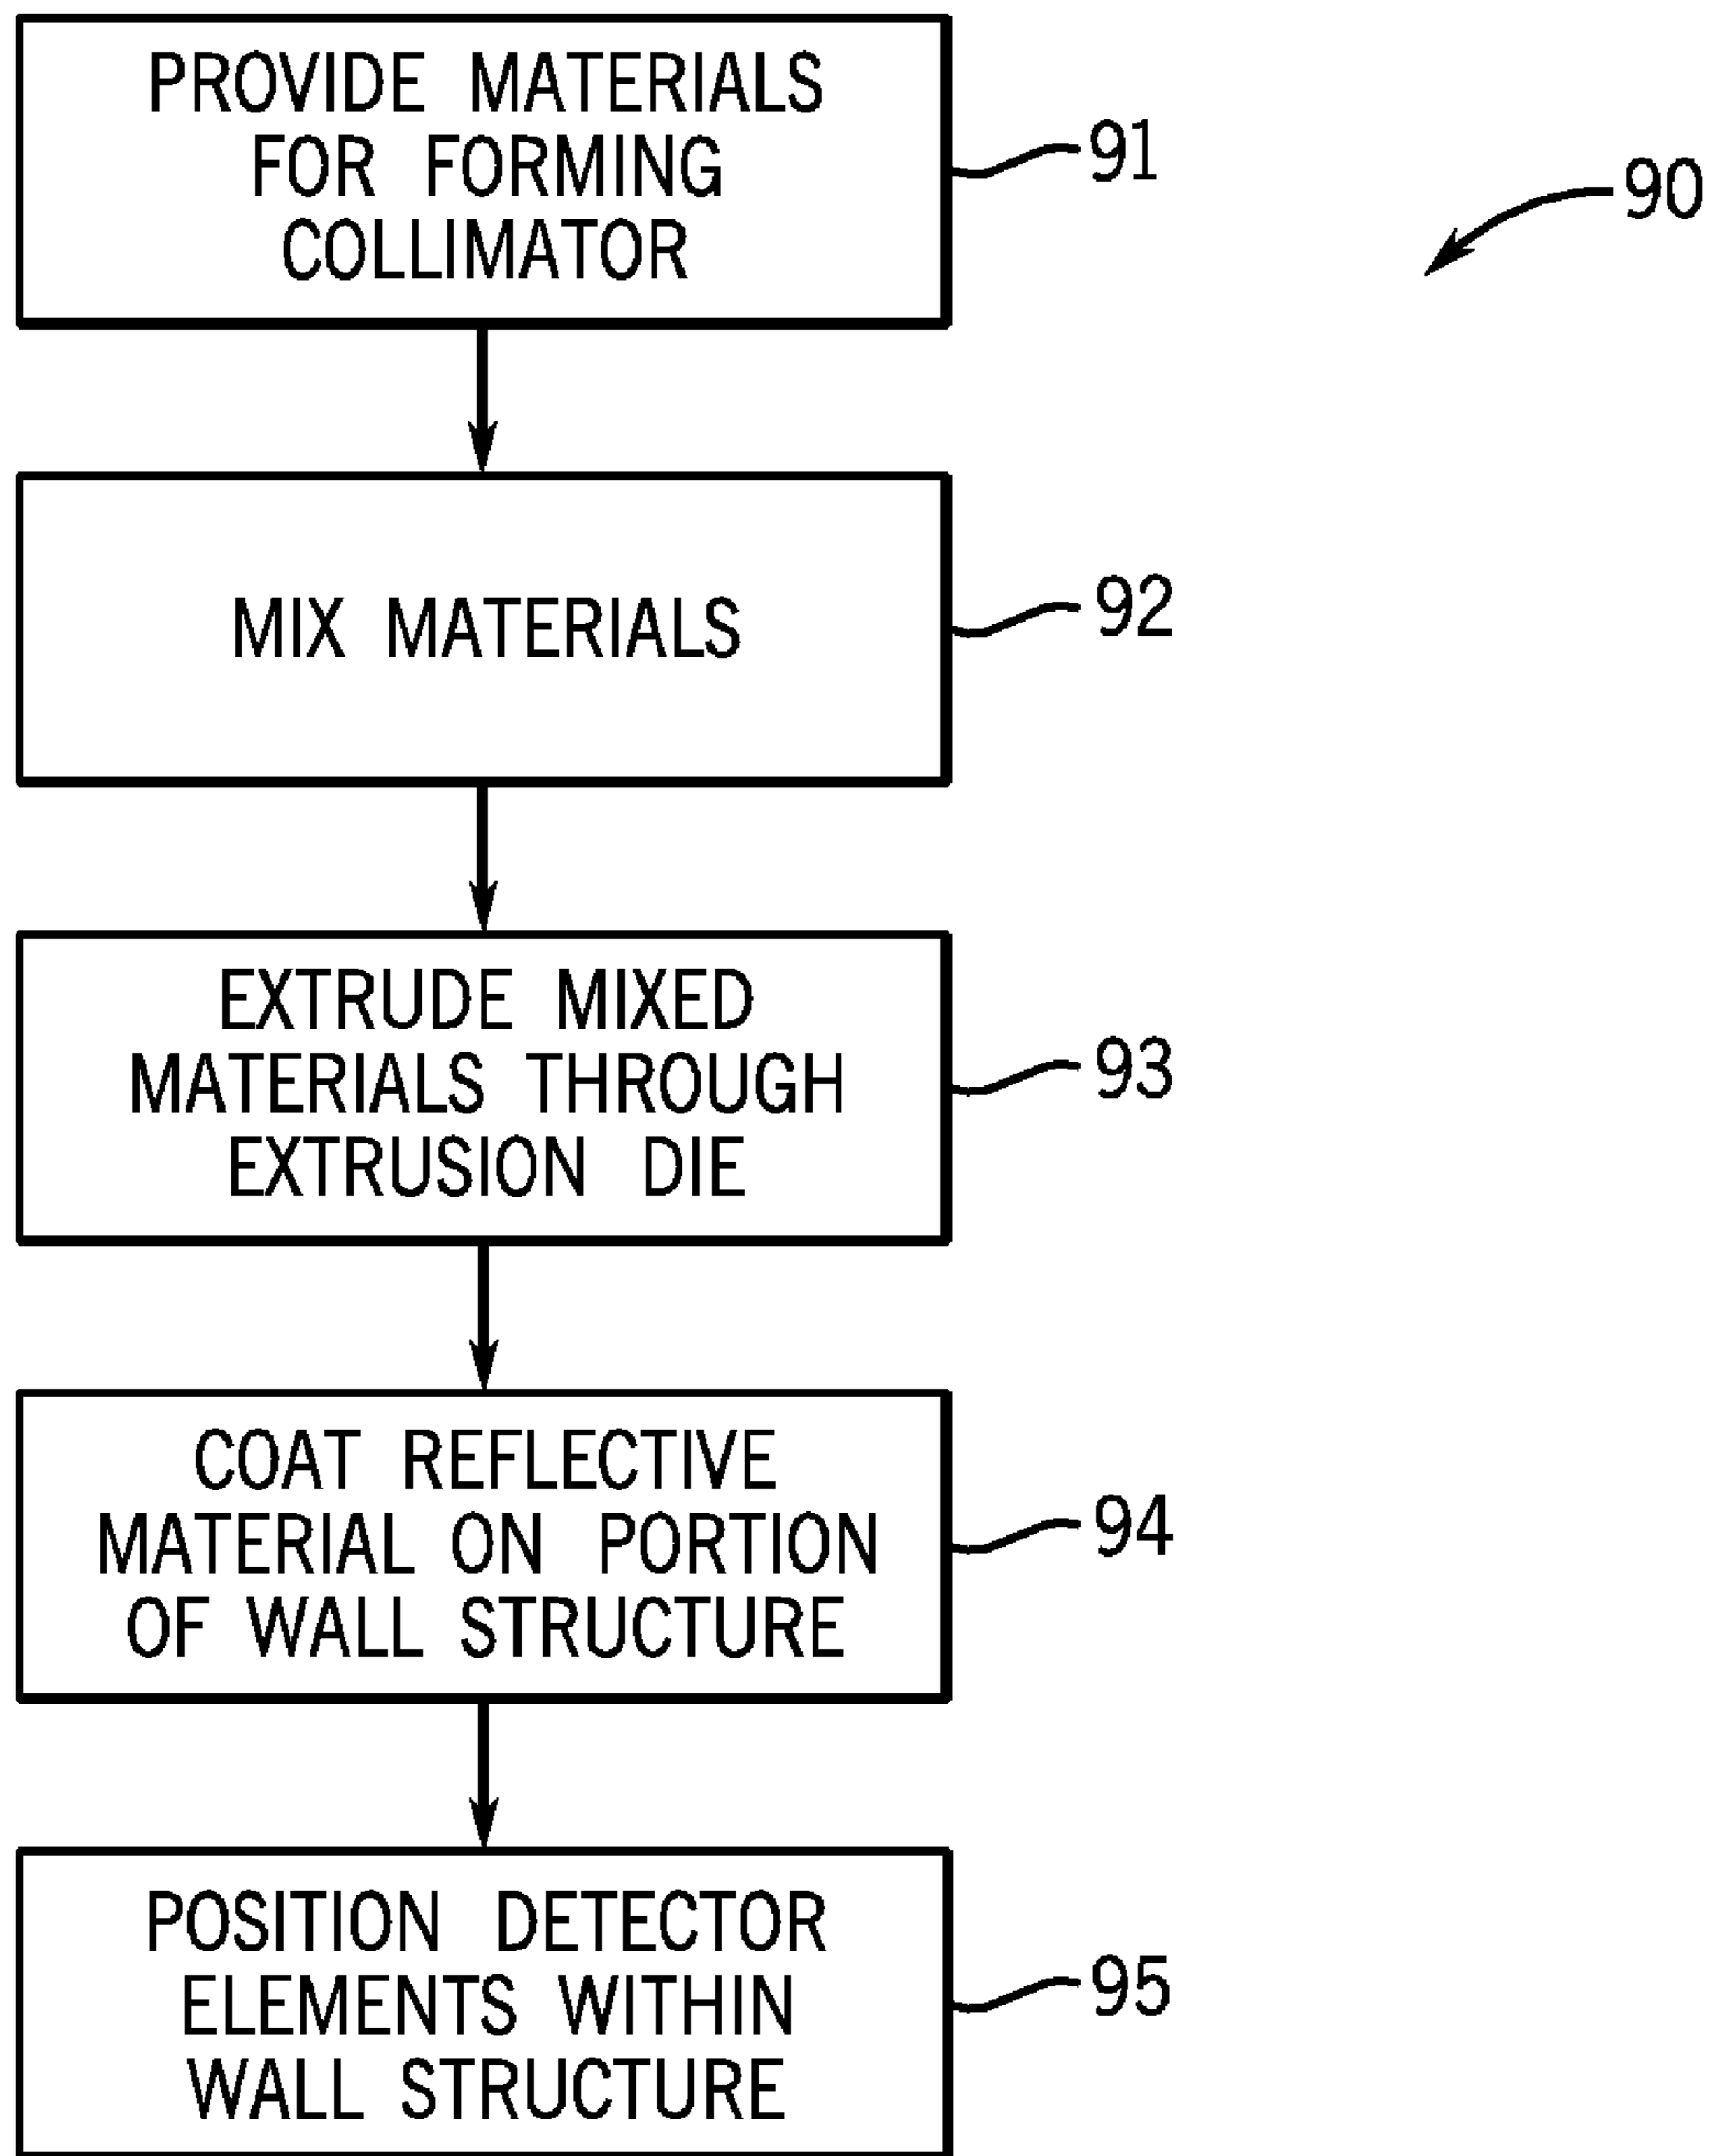 PROVIDE MATERIALS
FOR FORMING
COLLIMATOR
91
90
MIX MATERIALS
92
EXTRUDE MIXED
MATERIALS THROUGH
EXTRUSION DIE
93
COAT REFLECTIVE
MATERIAL ON PORTION
OF WALL STRUCTURE
94
POSITION DETECTOR
ELEMENTS WITHIN
WALL STRUCTURE
95